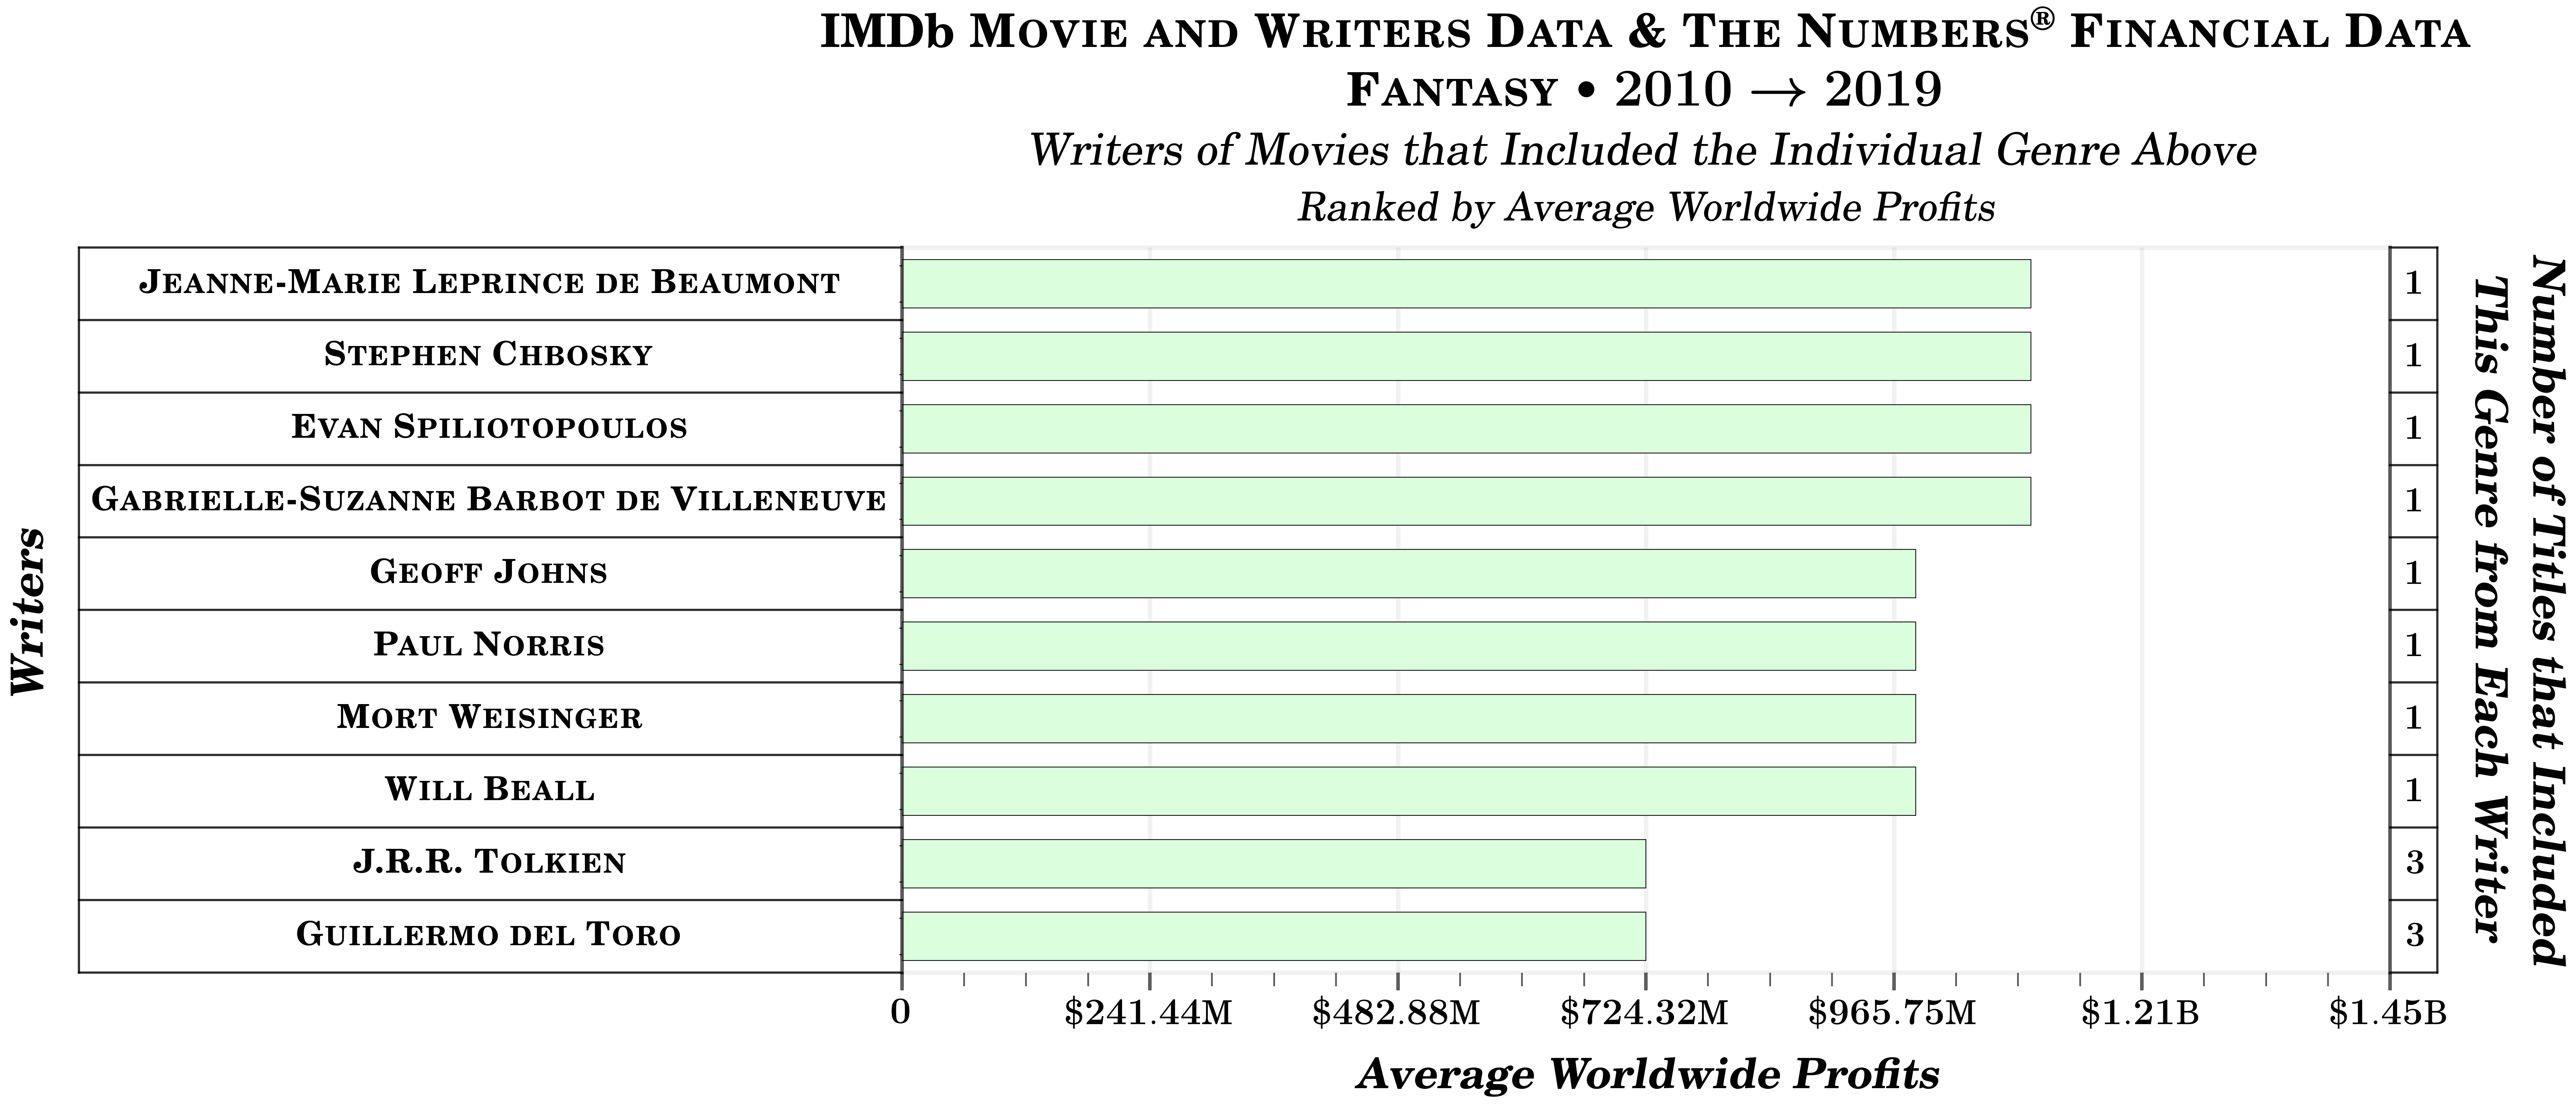 IMDb Movie and Writers Data & The Numbers® Financial Data
Fantasy • 2010 → 2019
Writers of Movies that Included the Individual Genre Above
Ranked by Average Worldwide Profits
Writers
Jeanne-Marie Leprince de Beaumont 1
Stephen Chbosky 1
Evan Spiliotopoulos 1
Gabrielle-Suzanne Barbot de Villeneuve 1
Geoff Johns 1
Paul Norris 1
Mort Weisinger 1
Will Beall 1
J.R.R. Tolkien 3
Guillermo del Toro 3
0 $241.44M $482.88M $724.32M $965.75M $1.21B $1.45B
Average Worldwide Profits
Number of Titles that Included
This Genre from Each Writer